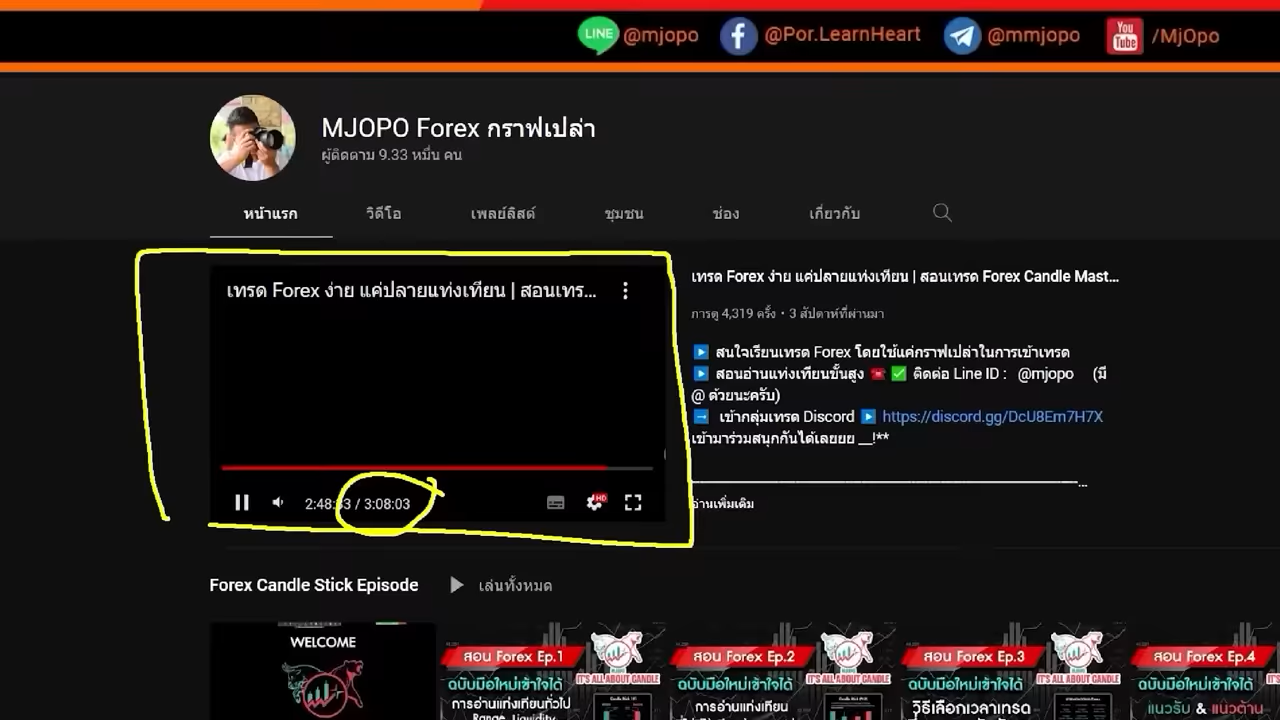 LINE @mjopo @Por.LearnHeart @mmjopo You Tube /MjOpo
MJOPO Forex กราฟเปล่า
ผู้ติดตาม 9.33 หมื่น คน
หน้าแรก วิดีโอ เพลย์ลิสต์ ชุมชน ช่อง เกี่ยวกับ
เทรด Forex ง่าย แค่ปลายแท่งเทียน | สอนเทร...
เทรด Forex ง่าย แค่ปลายแท่งเทียน | สอนเทรด Forex Candle Mast...
การดู 4,319 ครั้ง • 3 สัปดาห์ที่ผ่านมา
สนใจเรียนเทรด Forex โดยใช้แค่กราฟเปล่าในการเข้าเทรด
สอนอ่านแท่งเทียนขั้นสูง ☎️ ✅ ติดต่อ Line ID : @mjopo (มี
@ ด้วยนะครับ)
เข้ากลุ่มเทรด Discord https://discord.gg/DcU8Em7H7X
เข้ามาร่วมสนุกกันได้เลยยย __!**
อ่านเพิ่มเติม
/ 3:08:03
HD
Forex Candle Stick Episode เล่นทั้งหมด
WELCOME
สอน Forex Ep.1
IT'S ALL ABOUT CANDLE
ฉบับมือใหม่เข้าใจได้
การอ่านแท่งเทียนทั่วไป
Range, Liquidity
สอน Forex Ep.2
IT'S ALL ABOUT CANDLE
ฉบับมือใหม่เข้าใจได้
การอ่านแท่งเทียน
สอน Forex Ep.3
IT'S ALL ABOUT CANDLE
ฉบับมือใหม่เข้าใจได้
วิธีเลือกเวลาเทรด
สอน Forex Ep.4
ฉบับมือใหม่เข้าใจได้
แนวรับ & แนวต้าน